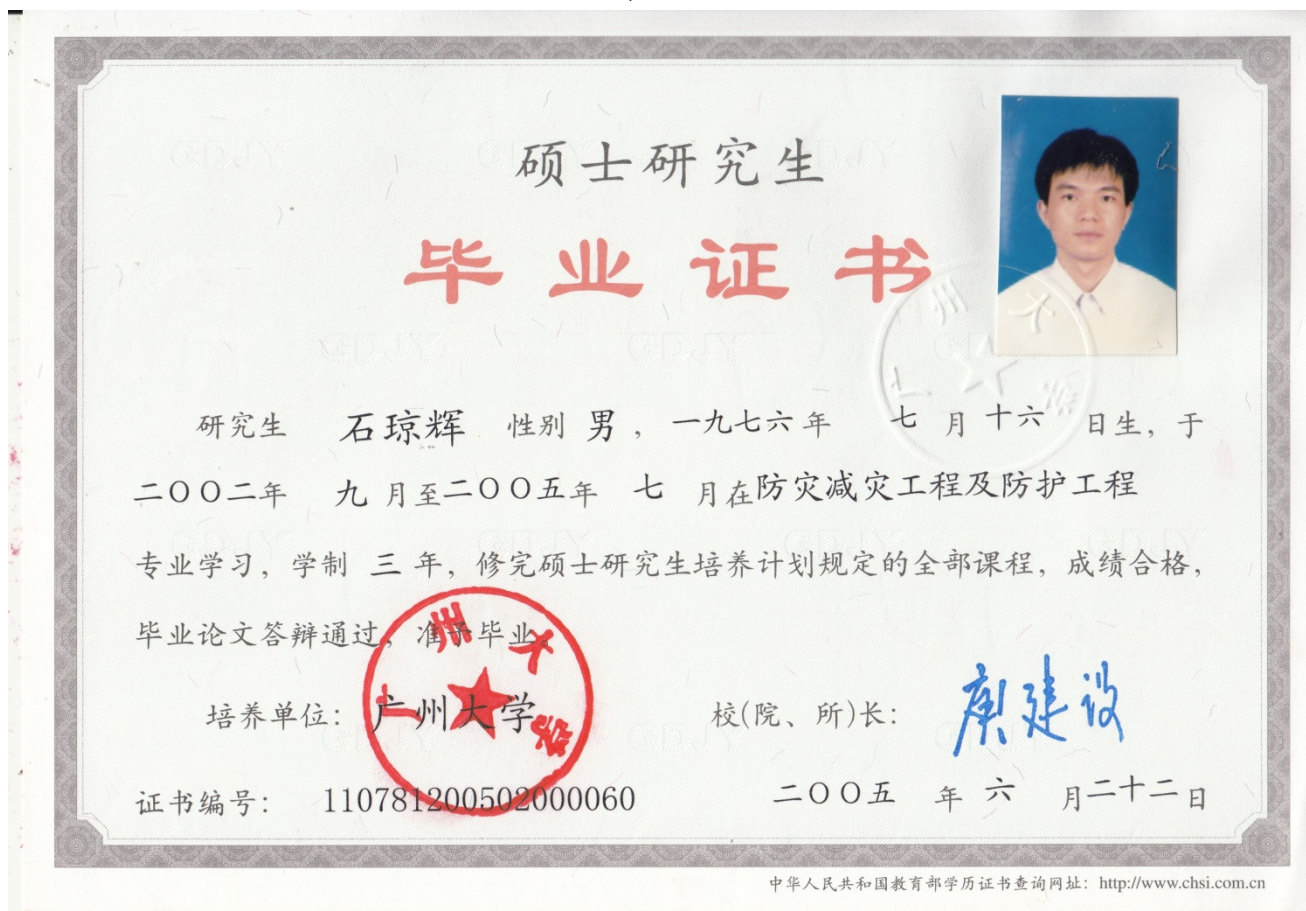 硕士研究生
毕业证书
研究生 石琼辉 性别 男，一九七六年 七 月 十六 日生，于
二〇〇二年 九 月至二〇〇五年 七 月在防灾减灾工程及防护工程
专业学习，学制 三 年，修完硕士研究生培养计划规定的全部课程，成绩合格，
毕业论文答辩通过，准予毕业。
培养单位：广州大学 校(院、所)长：庾建设
证书编号：110781200502000060 二〇〇五 年 六 月二十二日
广州大学
广州大学
中华人民共和国教育部学历证书查询网址：http://www.chsi.com.cn